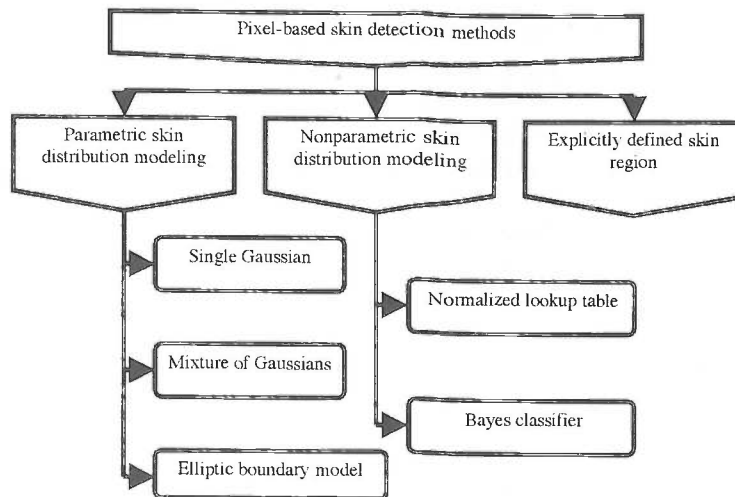 Pixel-based skin detection methods
Parametric skin
distribution modeling
Nonparametric skin
distribution modeling
Explicitly defined skin
region
Single Gaussian
Normalized lookup table
Mixture of Gaussians
Bayes classifier
Elliptic boundary model